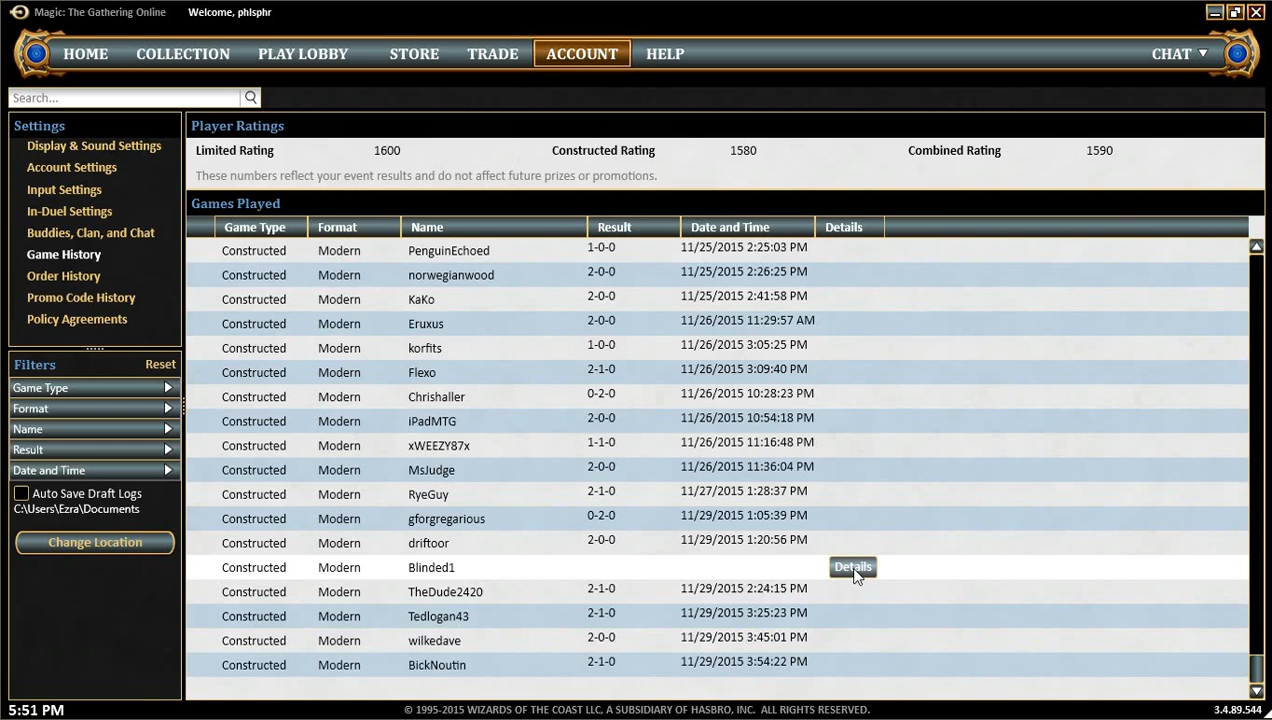 Magic: The Gathering Online Welcome, phlsphr
HOME COLLECTION PLAY LOBBY STORE TRADE ACCOUNT HELP CHAT
Search...
Settings
Display & Sound Settings
Account Settings
Input Settings
In-Duel Settings
Buddies, Clan, and Chat
Game History
Order History
Promo Code History
Policy Agreements
Filters Reset
Game Type
Format
Name
Result
Date and Time
Auto Save Draft Logs
C:\Users\Ezra\Documents
Change Location
Player Ratings
Limited Rating 1600 Constructed Rating 1580 Combined Rating 1590
These numbers reflect your event results and do not affect future prizes or promotions.
Games Played
Game Type Format Name Result Date and Time Details
Constructed Modern PenguinEchoed 1-0-0 11/25/2015 2:25:03 PM
Constructed Modern norwegianwood 2-0-0 11/25/2015 2:26:25 PM
Constructed Modern KaKo 2-0-0 11/25/2015 2:41:58 PM
Constructed Modern Eruxus 2-0-0 11/26/2015 11:29:57 AM
Constructed Modern korfits 1-0-0 11/26/2015 3:05:25 PM
Constructed Modern Flexo 2-1-0 11/26/2015 3:09:40 PM
Constructed Modern Chrishaller 0-2-0 11/26/2015 10:28:23 PM
Constructed Modern iPadMTG 2-0-0 11/26/2015 10:54:18 PM
Constructed Modern xWEEZY87x 1-1-0 11/26/2015 11:16:48 PM
Constructed Modern MsJudge 2-0-0 11/26/2015 11:36:04 PM
Constructed Modern RyeGuy 2-1-0 11/27/2015 1:28:37 PM
Constructed Modern gforgregarious 0-2-0 11/29/2015 1:05:39 PM
Constructed Modern driftoor 2-0-0 11/29/2015 1:20:56 PM
Constructed Modern Blinded1 Details
Constructed Modern TheDude2420 2-1-0 11/29/2015 2:24:15 PM
Constructed Modern Tedlogan43 2-1-0 11/29/2015 3:25:23 PM
Constructed Modern wilkedave 2-0-0 11/29/2015 3:45:01 PM
Constructed Modern BickNoutin 2-1-0 11/29/2015 3:54:22 PM
5:51 PM © 1995-2015 WIZARDS OF THE COAST LLC, A SUBSIDIARY OF HASBRO, INC. ALL RIGHTS RESERVED. 3.4.89.544